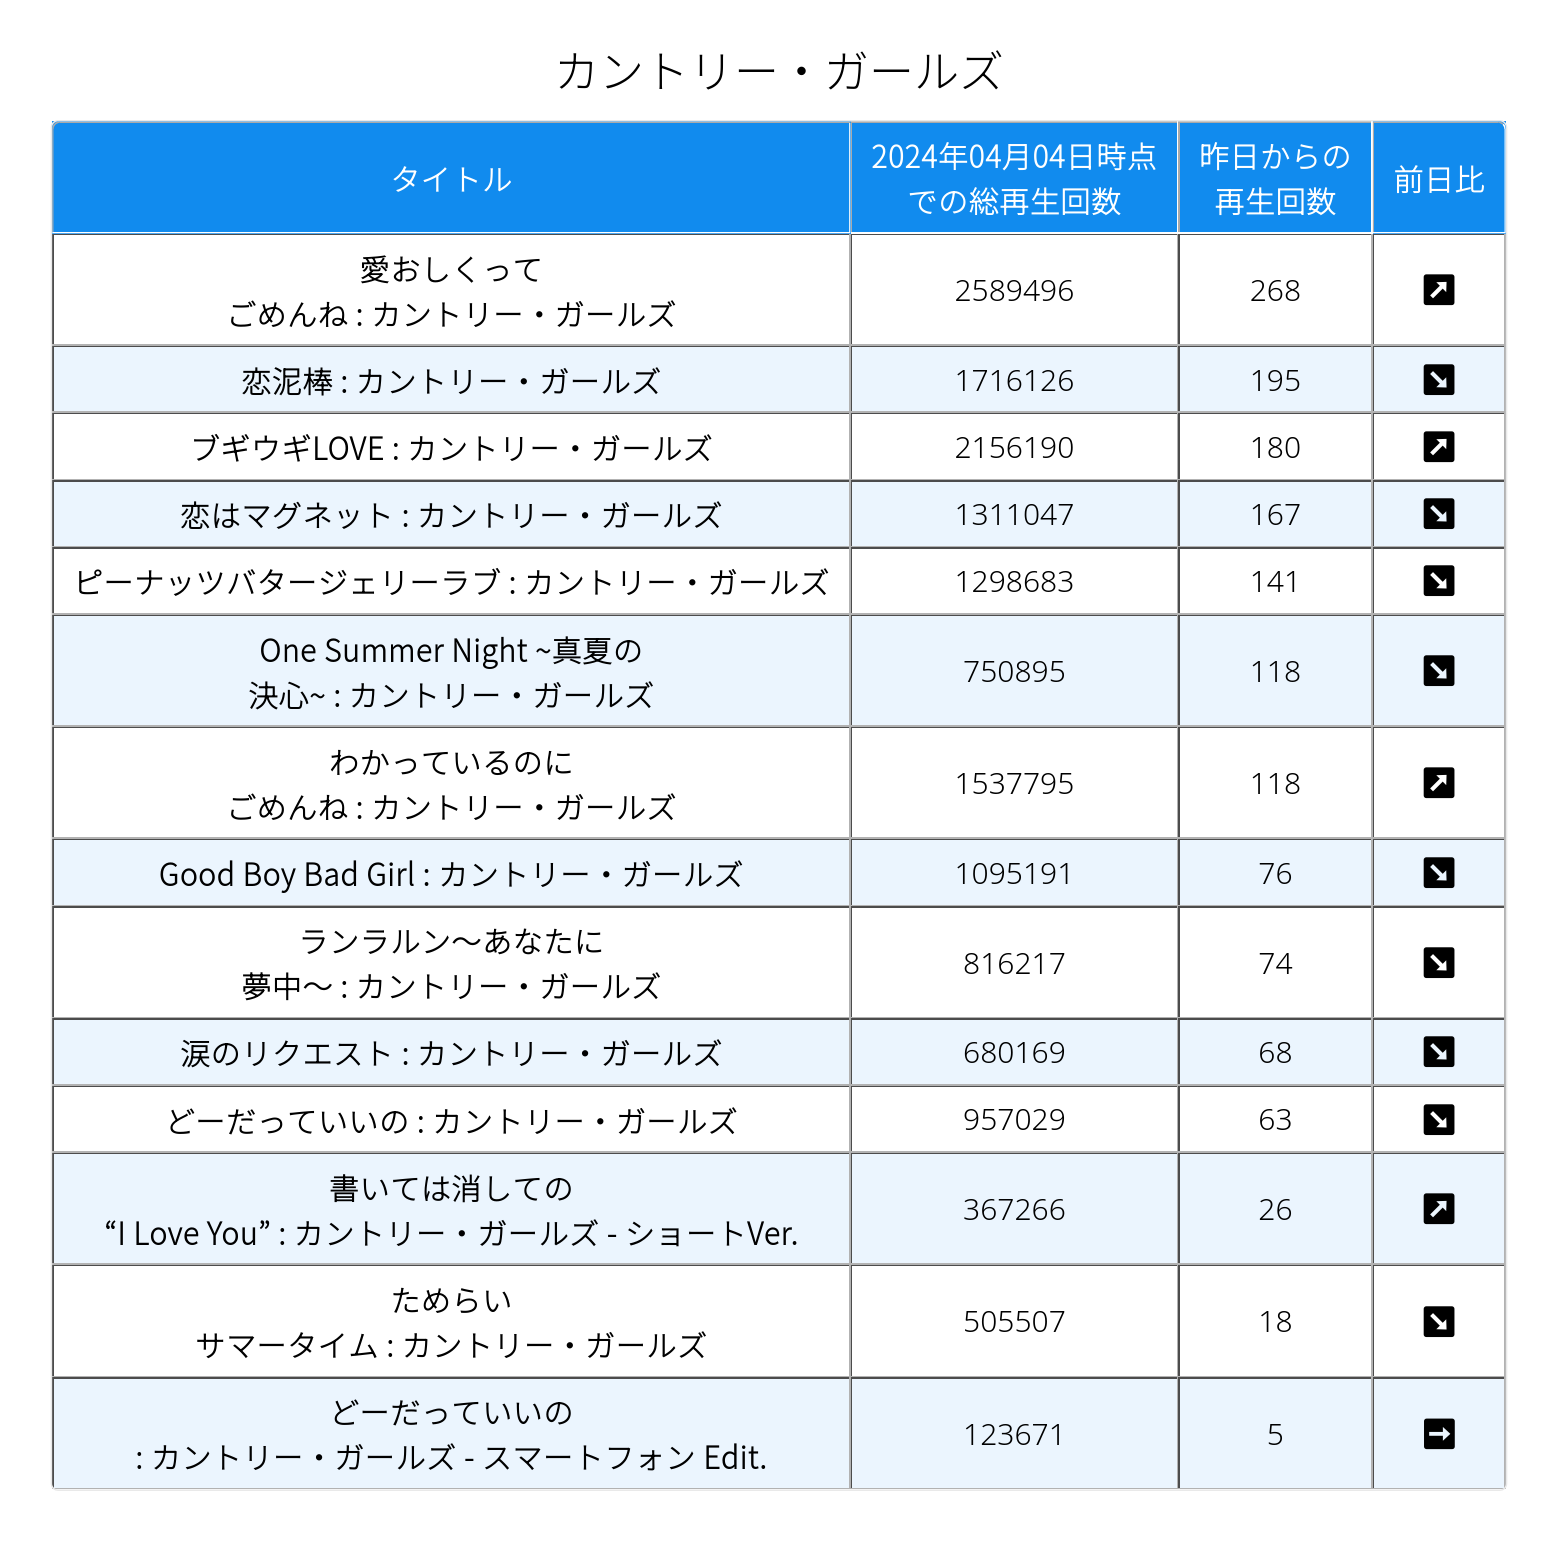 カントリー・ガールズ
タイトル
2024年04月04日時点
での総再生回数
昨日からの
再生回数
前日比
愛おしくって
ごめんね : カントリー・ガールズ
2589496
268
恋泥棒 : カントリー・ガールズ
1716126
195
ブギウギLOVE : カントリー・ガールズ
2156190
180
恋はマグネット : カントリー・ガールズ
1311047
167
ピーナッツバタージェリーラブ : カントリー・ガールズ
1298683
141
One Summer Night ~真夏の
決心~ : カントリー・ガールズ
750895
118
わかっているのに
ごめんね : カントリー・ガールズ
1537795
118
Good Boy Bad Girl : カントリー・ガールズ
1095191
76
ランラルン〜あなたに
夢中〜 : カントリー・ガールズ
816217
74
涙のリクエスト : カントリー・ガールズ
680169
68
どーだっていいの : カントリー・ガールズ
957029
63
書いては消しての
“I Love You” : カントリー・ガールズ - ショートVer.
367266
26
ためらい
サマータイム : カントリー・ガールズ
505507
18
どーだっていいの
: カントリー・ガールズ - スマートフォン Edit.
123671
5